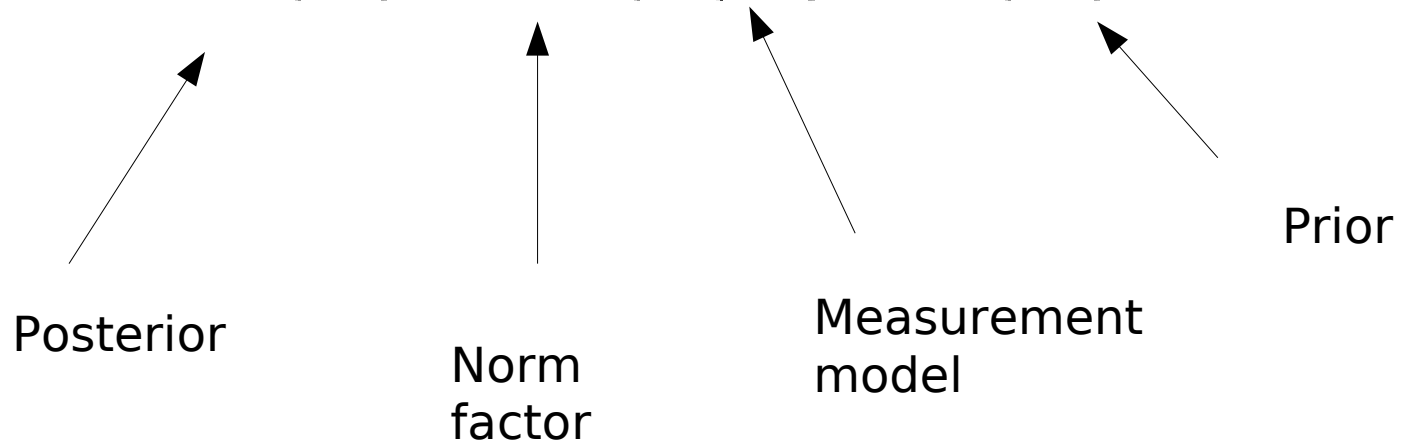 Prior
Posterior
Measurement
model
Norm
factor